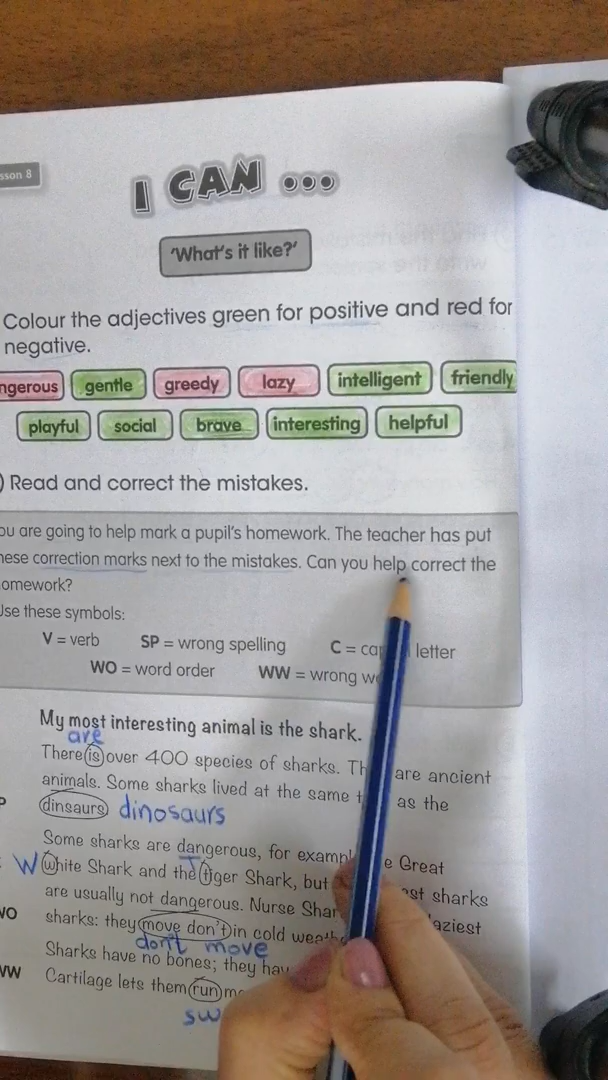 sson 8
I CAN ...
'What's it like?'
Colour the adjectives green for positive and red for
negative.
ngerous gentle greedy lazy intelligent friendly
playful social brave interesting helpful
Read and correct the mistakes.
ou are going to help mark a pupil's homework. The teacher has put
hese correction marks next to the mistakes. Can you help correct the
omework?
Use these symbols:
V = verb SP = wrong spelling C = ca letter
WO = word order WW = wrong w
My most interesting animal is the shark.
are
There is over 400 species of sharks. Th are ancient
animals. Some sharks lived at the same t as the
P dinsaurs dinosaurs
Some sharks are dangerous, for exampl e Great
W white Shark and the T tiger Shark, but st sharks
are usually not dangerous. Nurse Shar aziest
WO sharks: they move don't in cold weath
don't move
Sharks have no bones; they hav
WW Cartilage lets them run m
sw